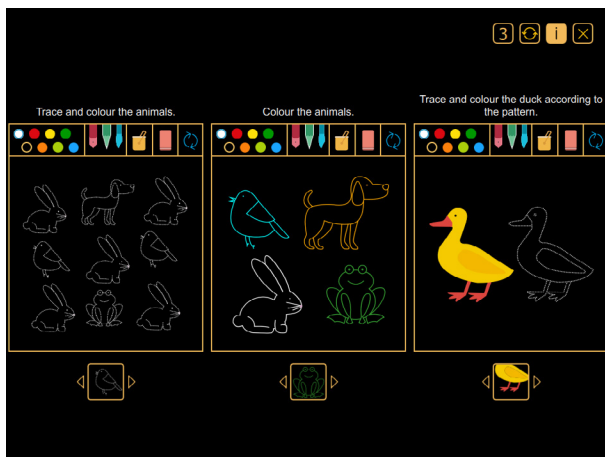 3
i
Trace and colour the animals.
Colour the animals.
Trace and colour the duck according to
the pattern.